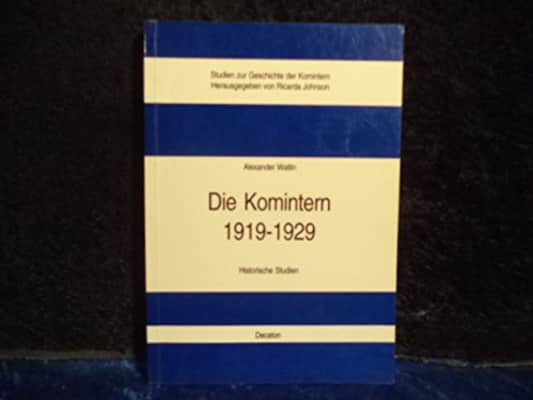 Studien zur Geschichte der Komintern
Herausgegeben von Ricarda Johnson
Alexander Watlin
Die Komintern
1919-1929
Historische Studien
Decaton